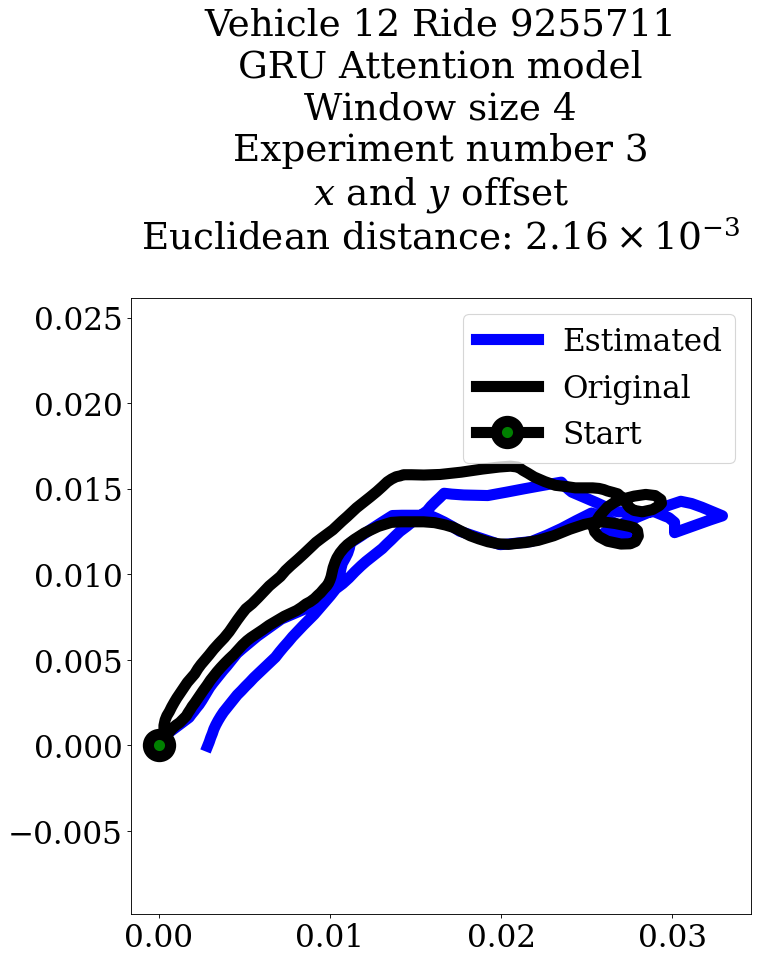 Vehicle 12 Ride 9255711
GRU Attention model
Window size 4
Experiment number 3
x and y offset
Euclidean distance: 2.16 × 10⁻³
0.025
Estimated
0.020
Original
Start
0.015
0.010
0.005
0.000
−0.005
0.00 0.01 0.02 0.03